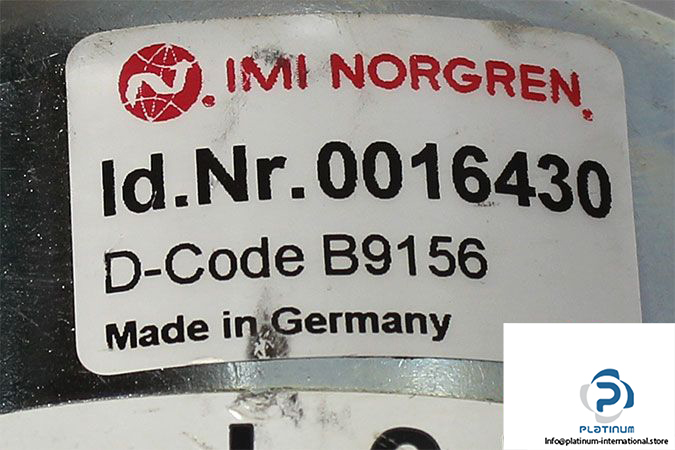 IMI NORGREN.
Id.Nr.0016430
D-Code B9156
Made in Germany
PLATINUM
Info@platinum-international.store